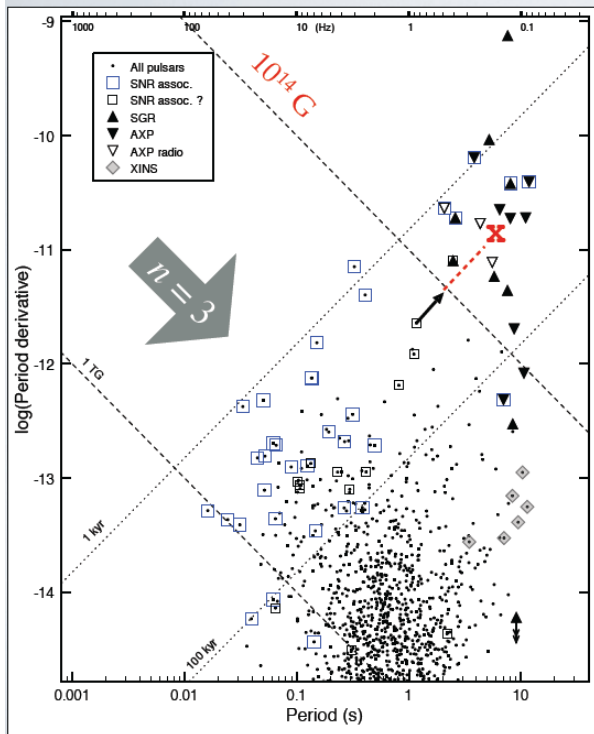 1000 100 10 (Hz) 1 0.1
-9
-10
-11
-12
-13
-14
log(Period derivative)
All pulsars
SNR assoc.
SNR assoc. ?
SGR
AXP
AXP radio
XINS
10¹⁴ G
n = 3
X
1 TG
1 kyr
100 kyr
0.001 0.01 0.1 1 10
Period (s)